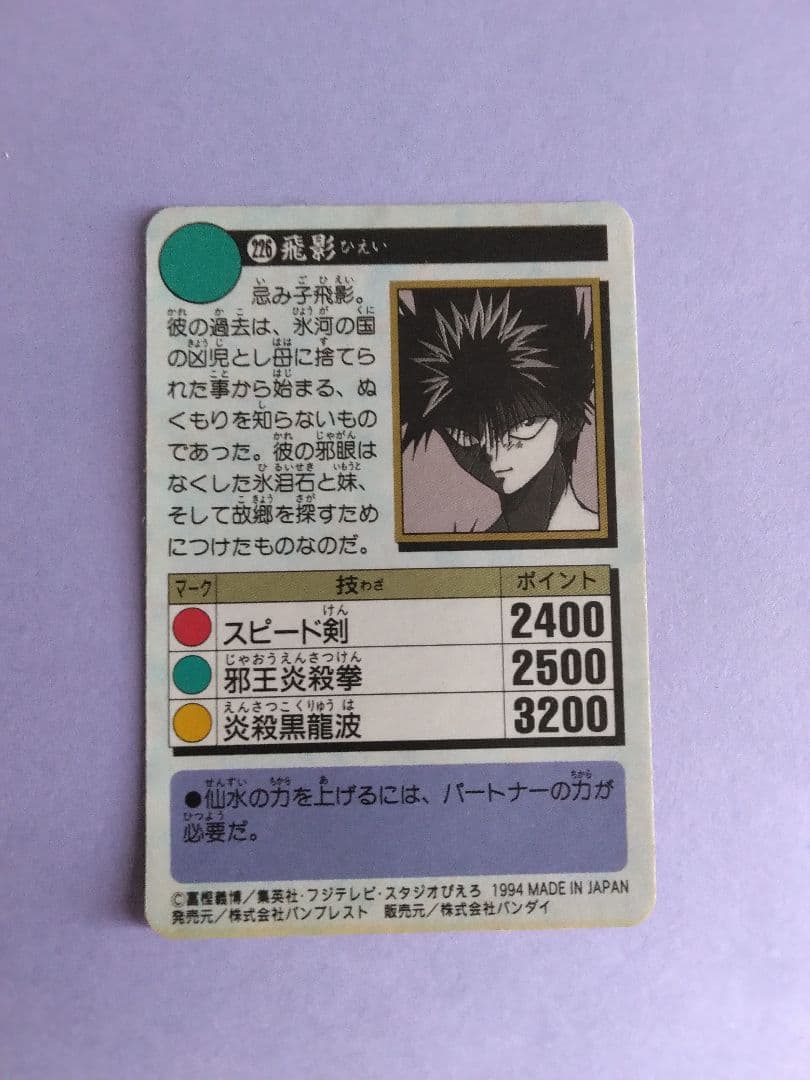 226 飛影 ひえい
忌み子飛影。
彼の過去は、氷河の国
の凶児とし母に捨てら
れた事から始まる、ぬ
くもりを知らないもの
であった。彼の邪眼は
なくした氷泪石と妹、
そして故郷を探すため
につけたものなのだ。
マーク 技わざ ポイント
スピード剣 2400
邪王炎殺拳 2500
炎殺黒龍波 3200
●仙水の力を上げるには、パートナーの力が
必要だ。
©冨樫義博/集英社・フジテレビ・スタジオぴえろ 1994 MADE IN JAPAN
発売元/株式会社バンプレスト 販売元/株式会社バンダイ